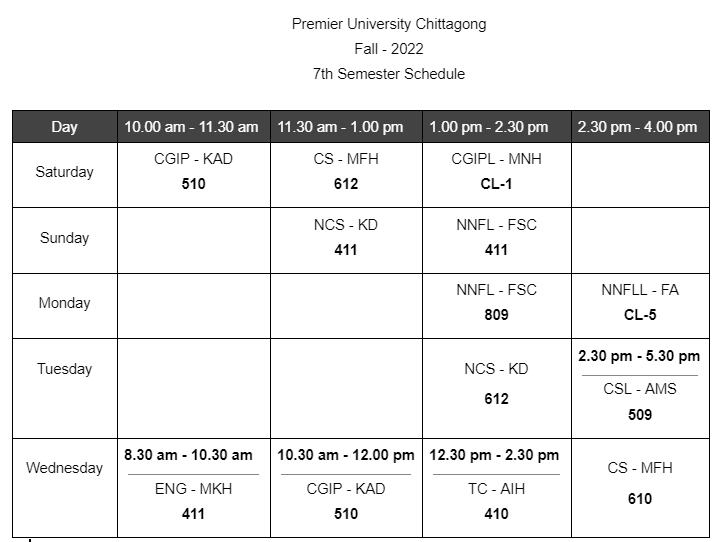 Premier University Chittagong
Fall - 2022
7th Semester Schedule
Day 10.00 am - 11.30 am 11.30 am - 1.00 pm 1.00 pm - 2.30 pm 2.30 pm - 4.00 pm
Saturday
CGIP - KAD
510
CS - MFH
612
CGIPL - MNH
CL-1
Sunday
NCS - KD
411
NNFL - FSC
411
Monday
NNFL - FSC
809
NNFLL - FA
CL-5
Tuesday
NCS - KD
612
2.30 pm - 5.30 pm
CSL - AMS
509
Wednesday
8.30 am - 10.30 am
ENG - MKH
411
10.30 am - 12.00 pm
CGIP - KAD
510
12.30 pm - 2.30 pm
TC - AIH
410
CS - MFH
610